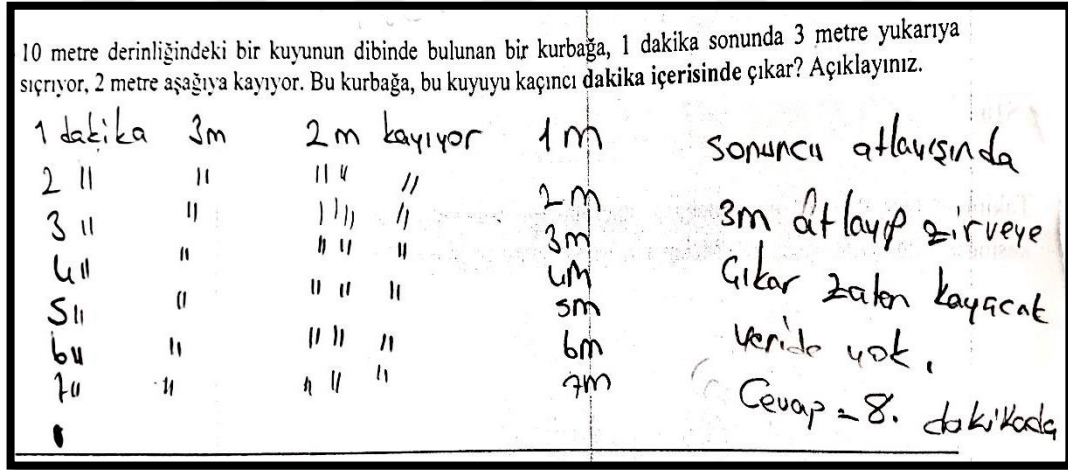 10 metre derinliğindeki bir kuyunun dibinde bulunan bir kurbağa, 1 dakika sonunda 3 metre yukarıya
sıçrıyor, 2 metre aşağıya kayıyor. Bu kurbağa, bu kuyuyu kaçıncı dakika içerisinde çıkar? Açıklayınız.
1 dakika 3m 2m kayıyor 1m
2 " " " " " 2m
3 " " " " " 3m
4 " " " " " 4m
5 " " " " " 5m
6 " " " " " 6m
7 " " " " " 7m
sonuncu atlayışında
3m atlayıp zirveye
Çıkar zaten kayacak
yeride yok.
Cevap = 8. dakikada